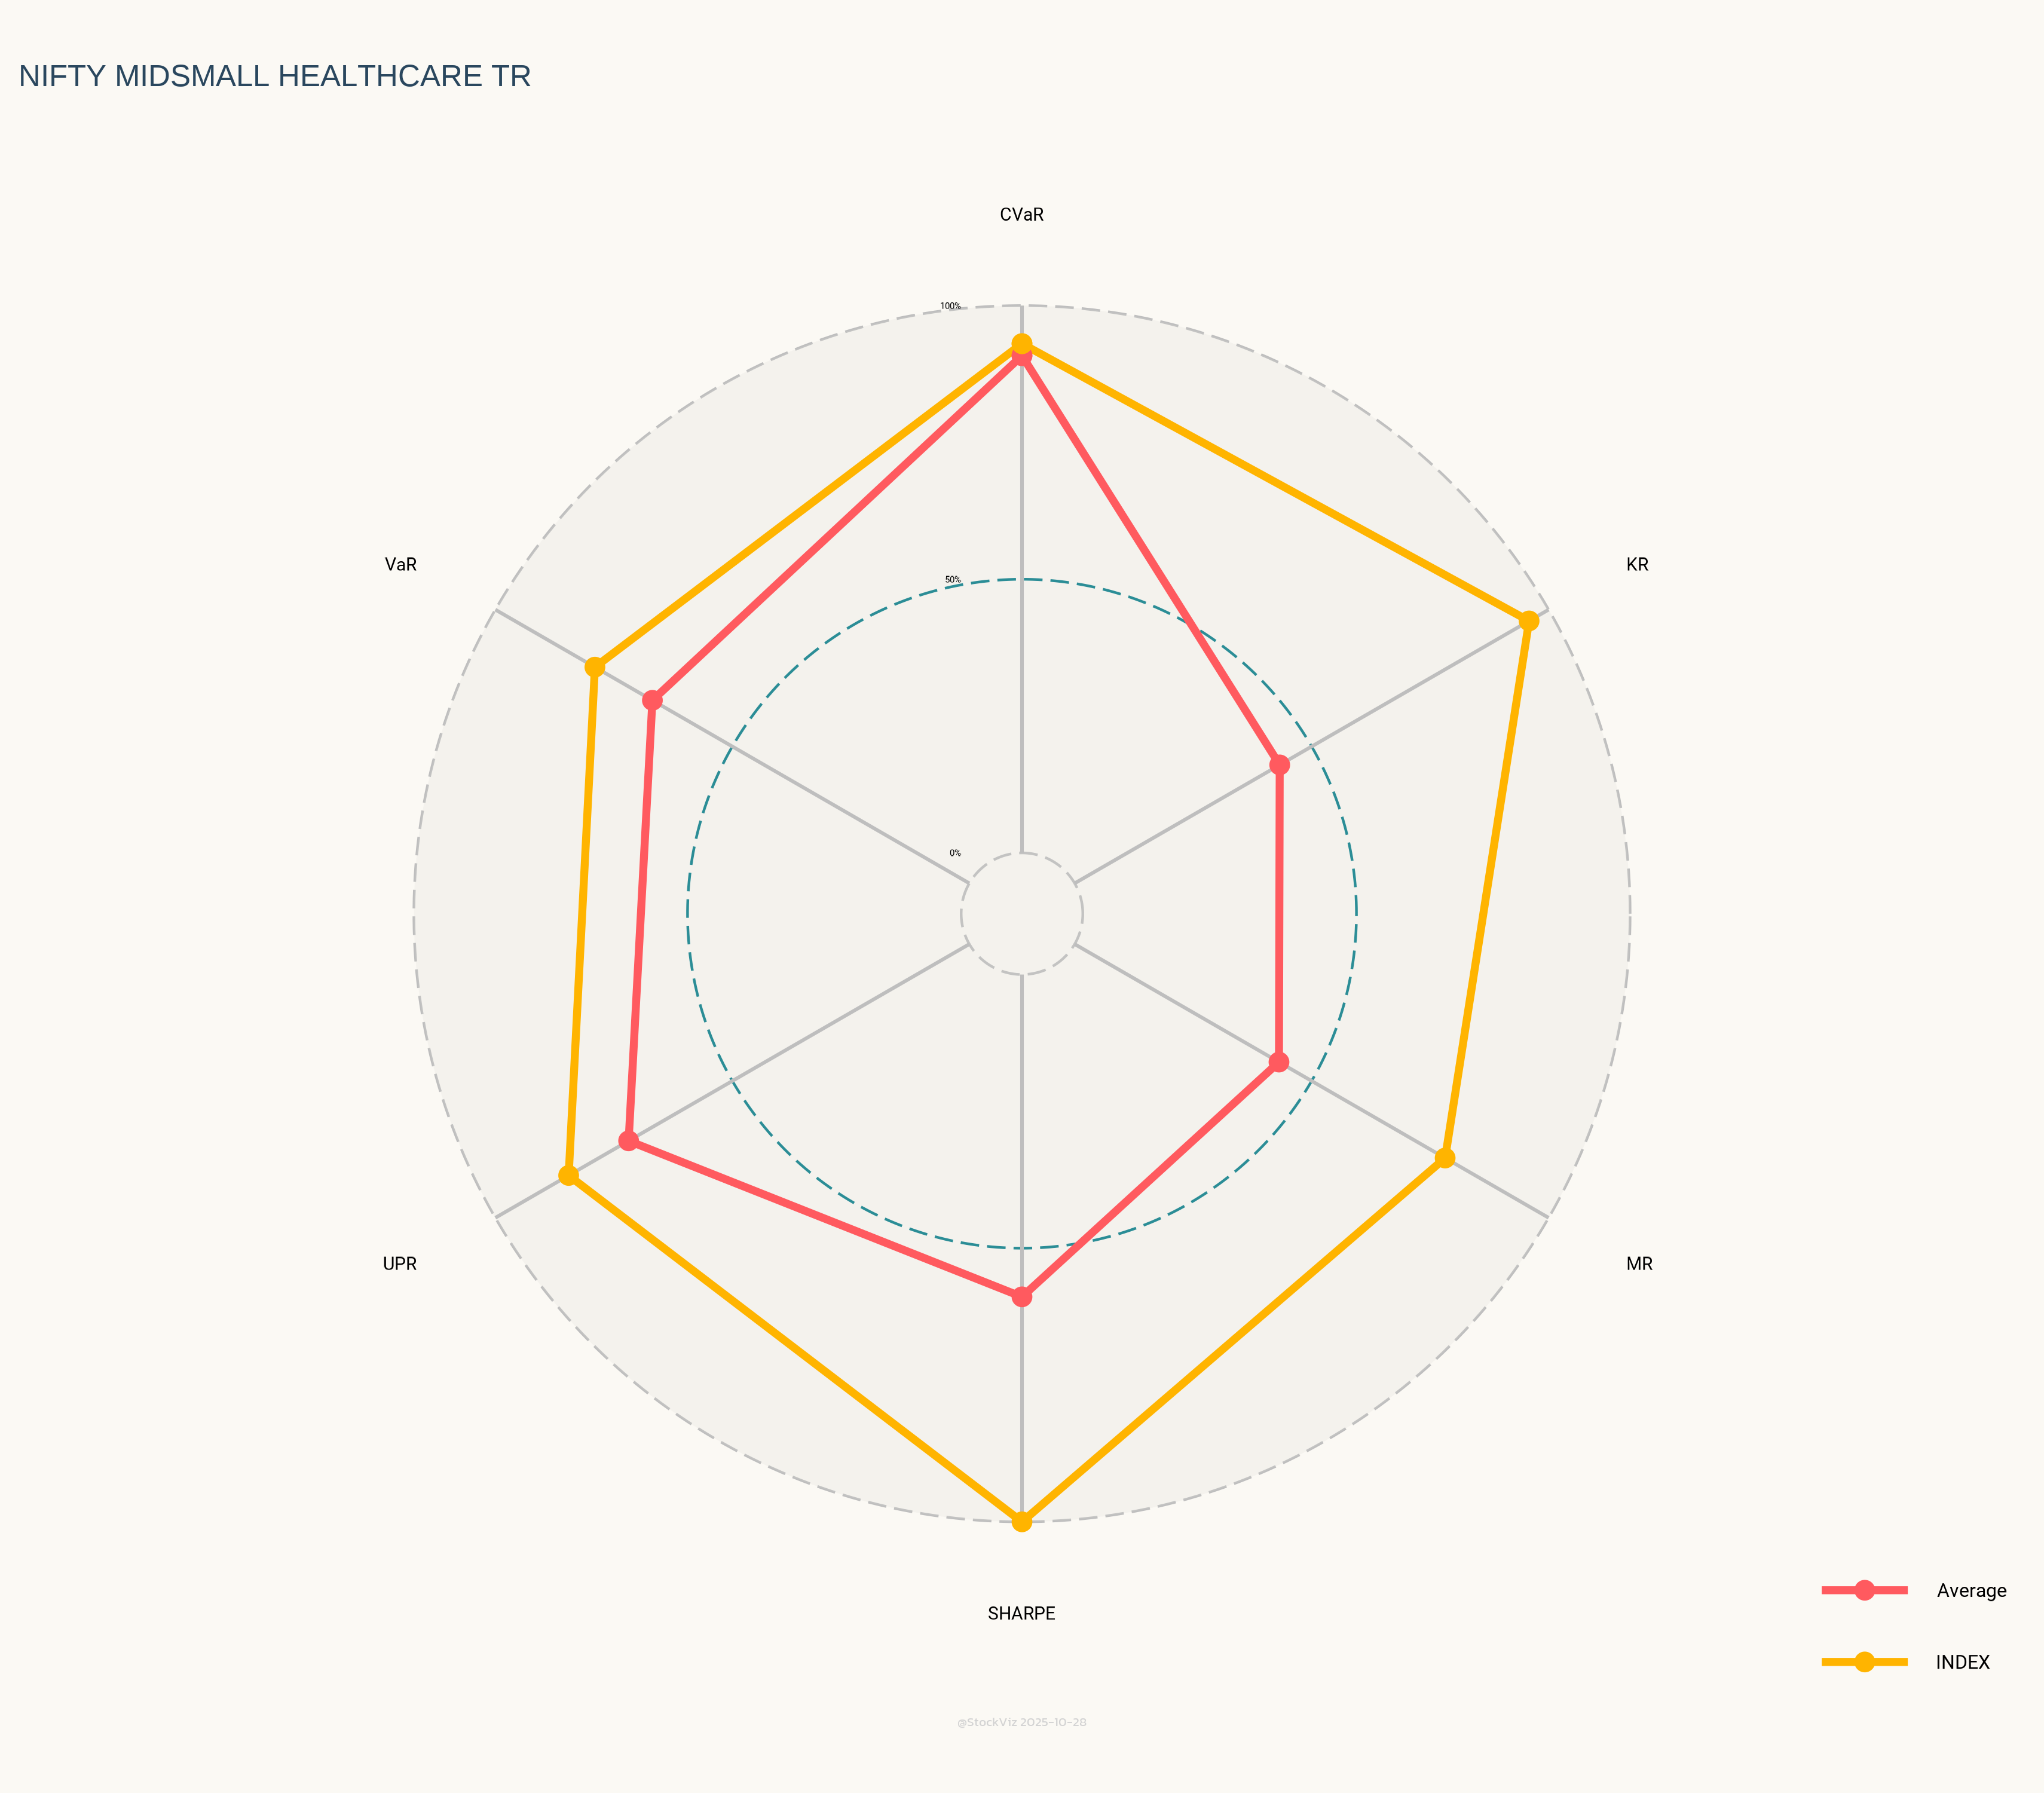 NIFTY MIDSMALL HEALTHCARE TR
CVaR
100%
VaR
KR
50%
0%
UPR
MR
SHARPE
Average
INDEX
@StockViz 2025-10-28